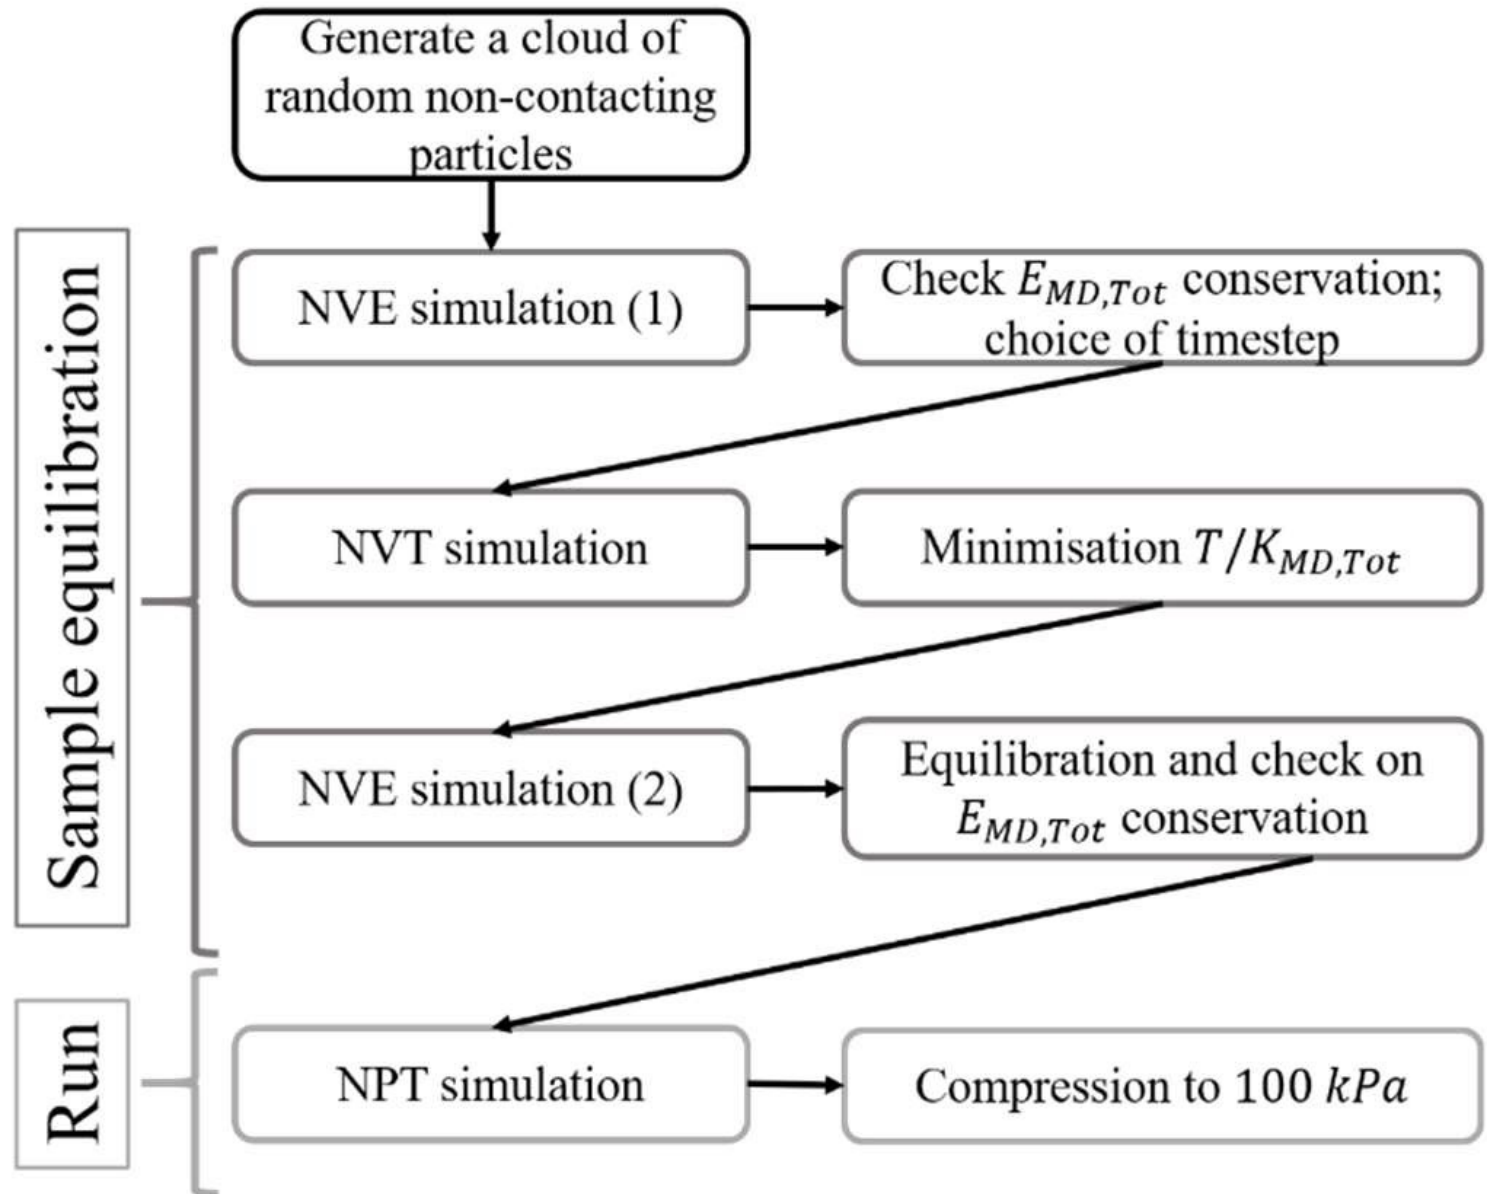 Generate a cloud of
random non-contacting
particles
Sample equilibration
NVE simulation (1)
Check E_{MD,Tot} conservation;
choice of timestep
NVT simulation
Minimisation T/K_{MD,Tot}
NVE simulation (2)
Equilibration and check on
E_{MD,Tot} conservation
Run
NPT simulation
Compression to 100 kPa